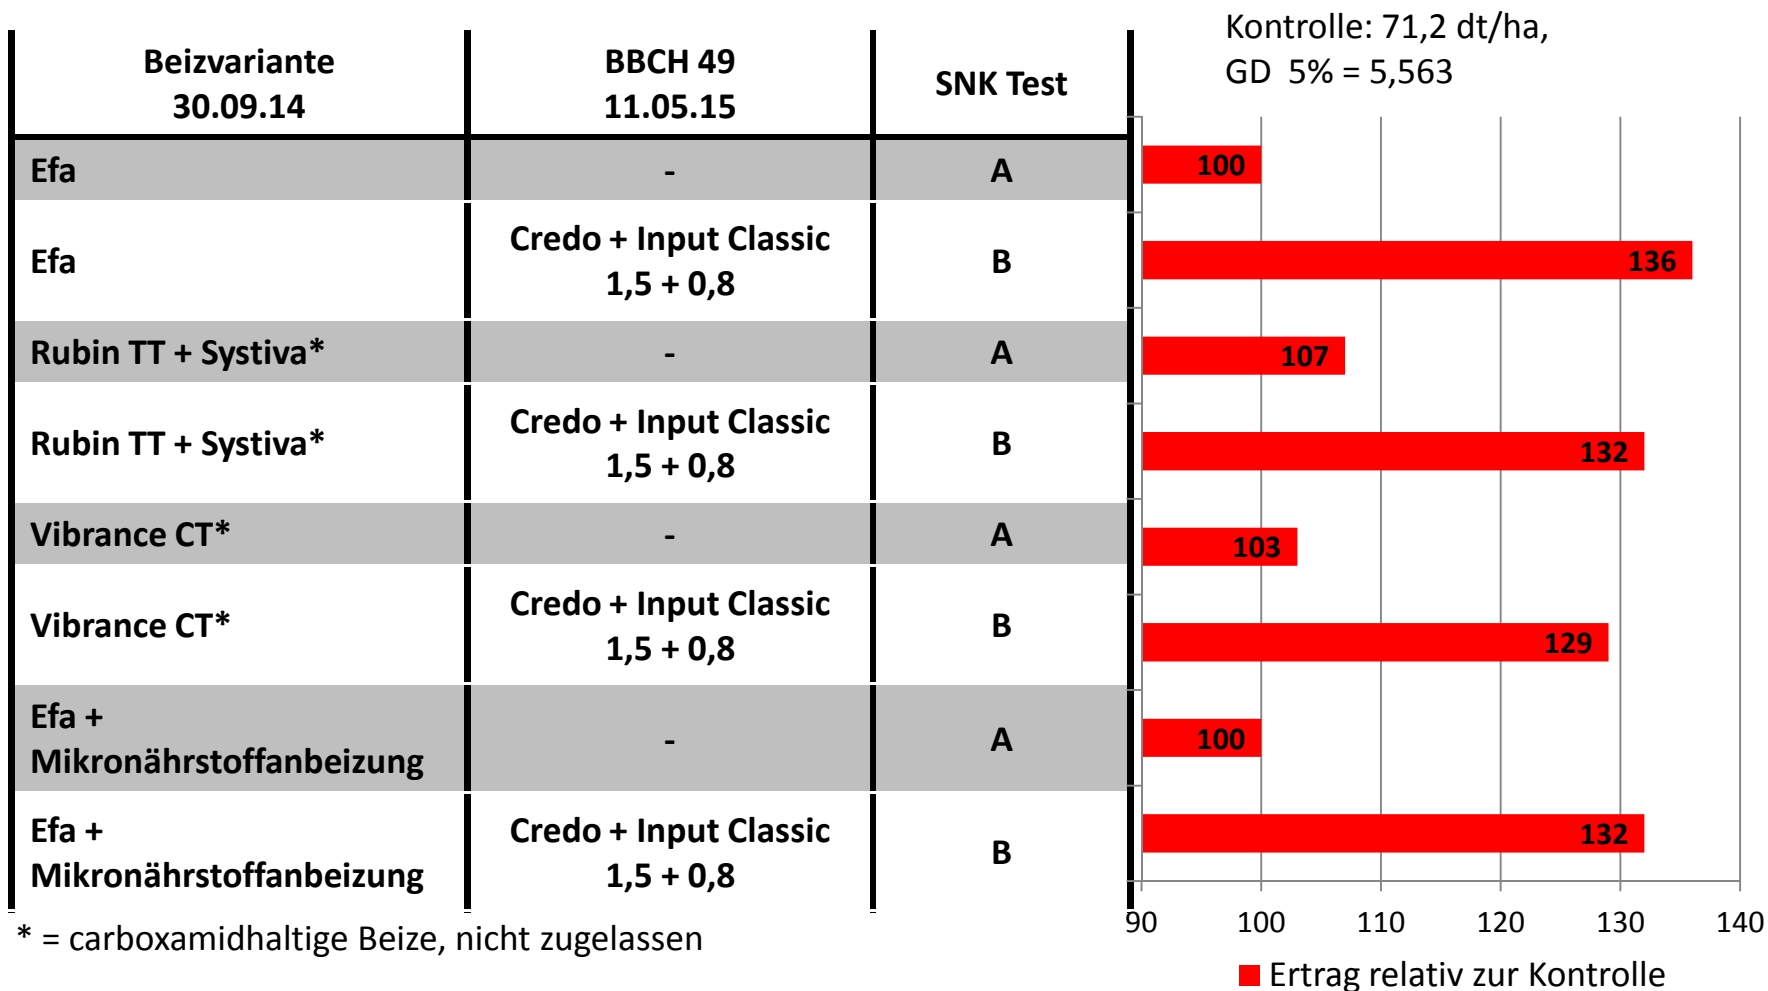 Kontrolle: 71,2 dt/ha,
GD 5% = 5,563
Beizvariante
30.09.14
BBCH 49
11.05.15
SNK Test
Efa
-
A
100
Efa
Credo + Input Classic
1,5 + 0,8
B
136
Rubin TT + Systiva*
-
A
107
Rubin TT + Systiva*
Credo + Input Classic
1,5 + 0,8
B
132
Vibrance CT*
-
A
103
Vibrance CT*
Credo + Input Classic
1,5 + 0,8
B
129
Efa +
Mikronährstoffanbeizung
-
A
100
Efa +
Mikronährstoffanbeizung
Credo + Input Classic
1,5 + 0,8
B
132
90 100 110 120 130 140
* = carboxamidhaltige Beize, nicht zugelassen
Ertrag relativ zur Kontrolle